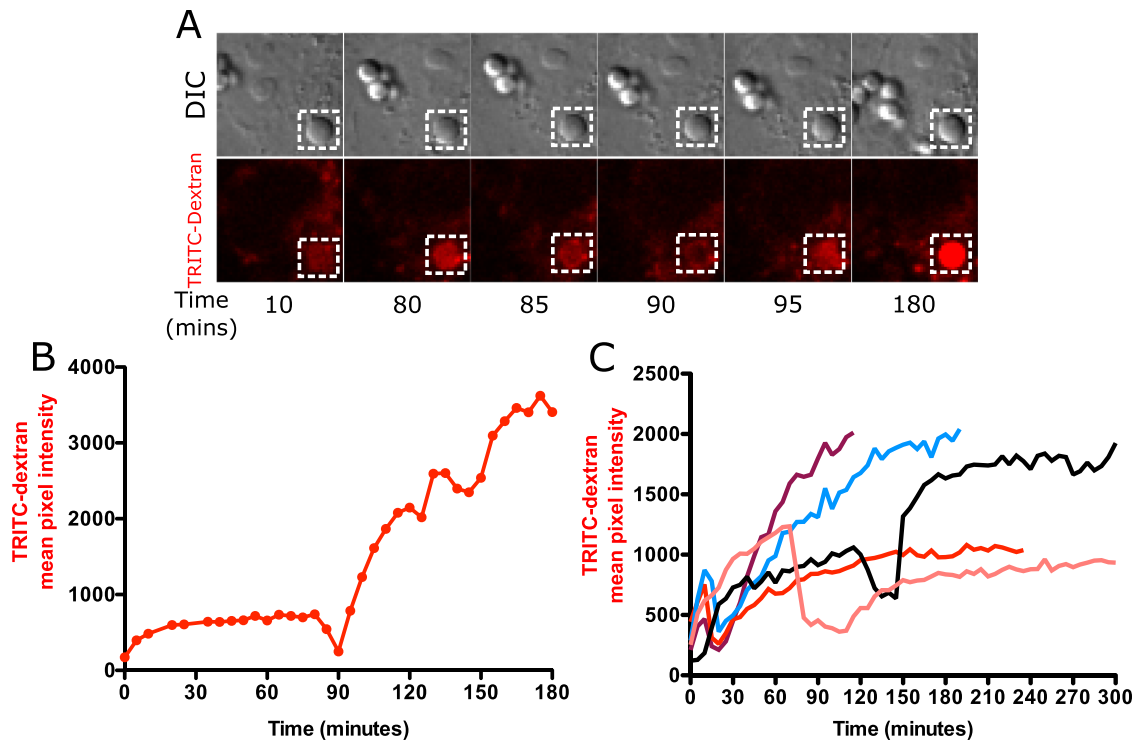 A
DIC
TRITC-Dextran
Time
(mins)
10 80 85 90 95 180
B
TRITC-dextran
mean pixel intensity
4000
3000
2000
1000
0
0 30 60 90 120 150 180
Time (minutes)
C
TRITC-dextran
mean pixel intensity
2500
2000
1500
1000
500
0
0 30 60 90 120 150 180 210 240 270 300
Time (minutes)